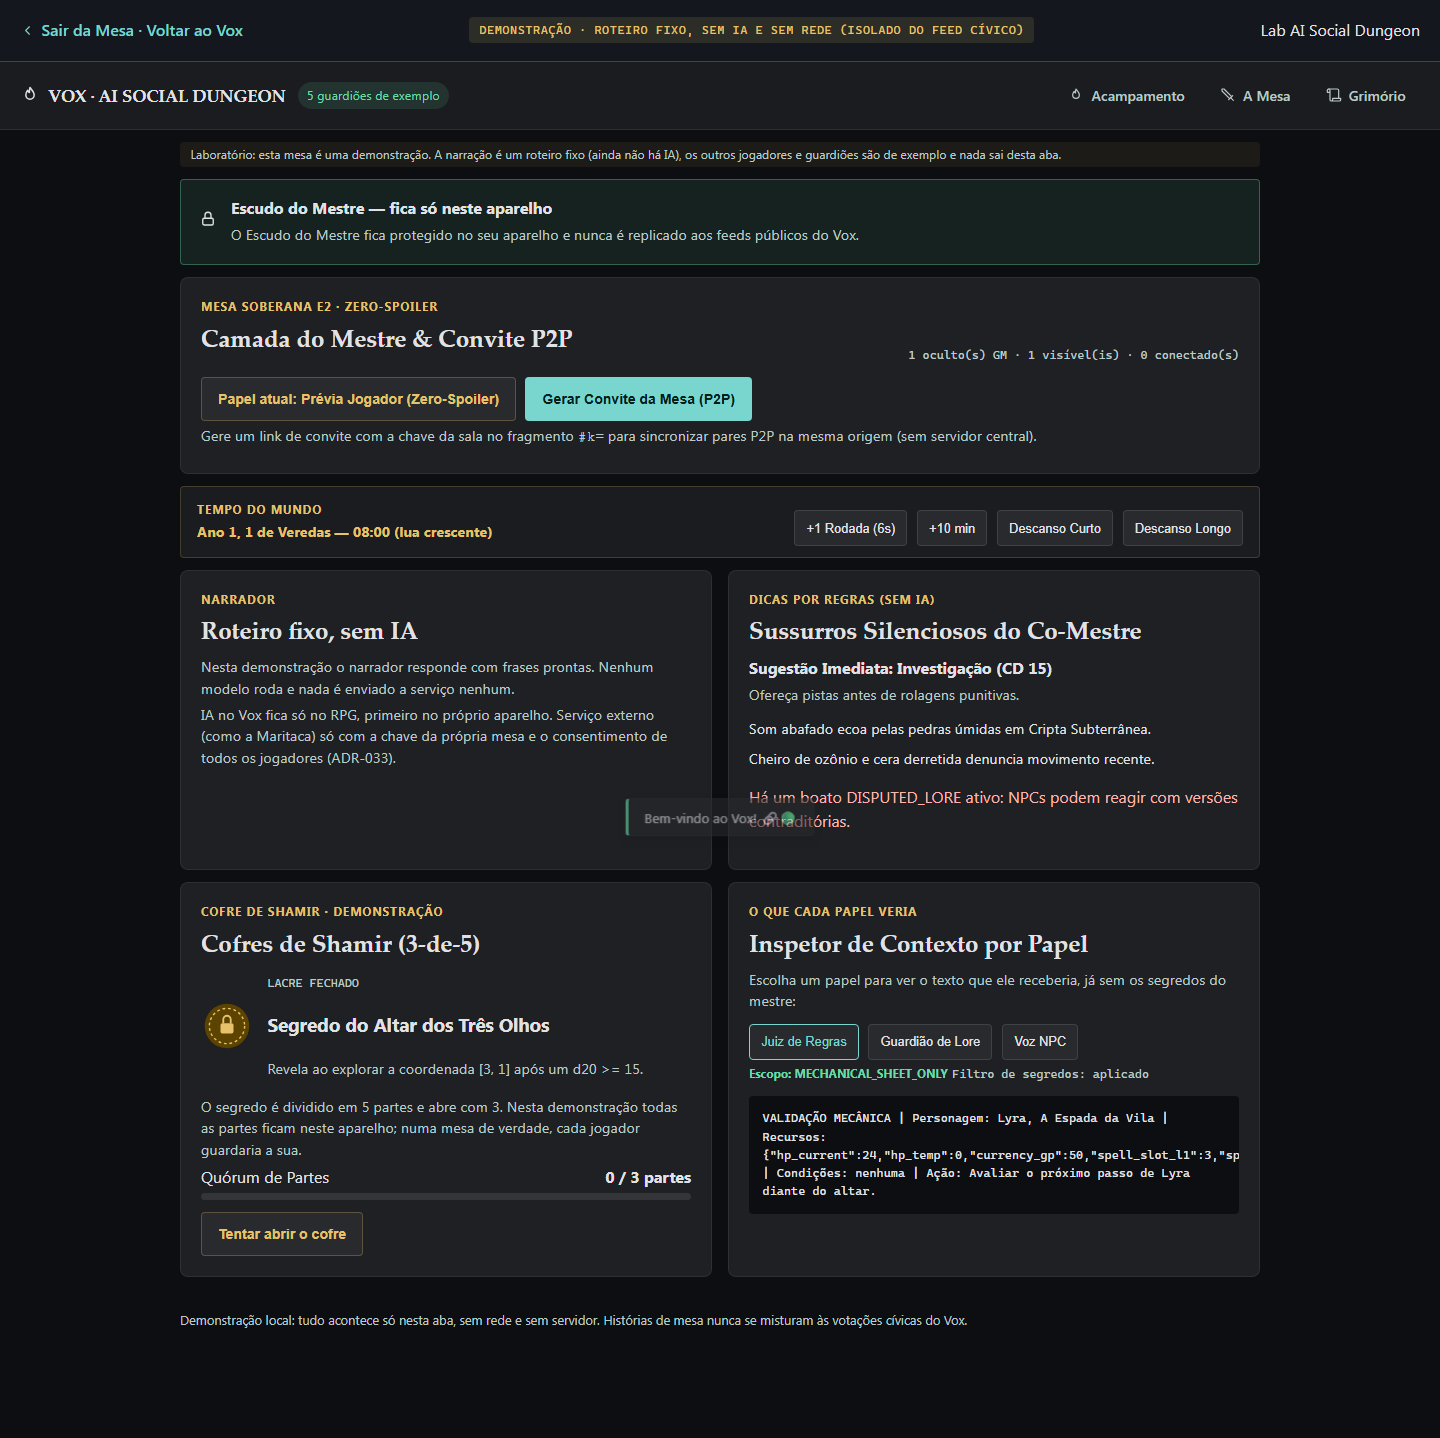 Sair da Mesa · Voltar ao Vox
DEMONSTRAÇÃO · ROTEIRO FIXO, SEM IA E SEM REDE (ISOLADO DO FEED CÍVICO)
Lab AI Social Dungeon
VOX · AI SOCIAL DUNGEON
5 guardiões de exemplo
Acampamento
A Mesa
Grimório
Laboratório: esta mesa é uma demonstração. A narração é um roteiro fixo (ainda não há IA), os outros jogadores e guardiões são de exemplo e nada sai desta aba.
Escudo do Mestre — fica só neste aparelho
O Escudo do Mestre fica protegido no seu aparelho e nunca é replicado aos feeds públicos do Vox.
MESA SOBERANA E2 · ZERO-SPOILER
Camada do Mestre & Convite P2P
1 oculto(s) GM · 1 visível(is) · 0 conectado(s)
Papel atual: Prévia Jogador (Zero-Spoiler)
Gerar Convite da Mesa (P2P)
Gere um link de convite com a chave da sala no fragmento #k= para sincronizar pares P2P na mesma origem (sem servidor central).
TEMPO DO MUNDO
Ano 1, 1 de Veredas — 08:00 (lua crescente)
+1 Rodada (6s)
+10 min
Descanso Curto
Descanso Longo
NARRADOR
Roteiro fixo, sem IA
Nesta demonstração o narrador responde com frases prontas. Nenhum
modelo roda e nada é enviado a serviço nenhum.
IA no Vox fica só no RPG, primeiro no próprio aparelho. Serviço externo
(como a Maritaca) só com a chave da própria mesa e o consentimento de
todos os jogadores (ADR-033).
DICAS POR REGRAS (SEM IA)
Sussurros Silenciosos do Co-Mestre
Sugestão Imediata: Investigação (CD 15)
Ofereça pistas antes de rolagens punitivas.
Som abafado ecoa pelas pedras úmidas em Cripta Subterrânea.
Cheiro de ozônio e cera derretida denuncia movimento recente.
Há um boato DISPUTED_LORE ativo: NPCs podem reagir com versões
contraditórias.
Bem-vindo ao Vox!
COFRE DE SHAMIR · DEMONSTRAÇÃO
Cofres de Shamir (3-de-5)
LACRE FECHADO
Segredo do Altar dos Três Olhos
Revela ao explorar a coordenada [3, 1] após um d20 >= 15.
O segredo é dividido em 5 partes e abre com 3. Nesta demonstração todas
as partes ficam neste aparelho; numa mesa de verdade, cada jogador
guardaria a sua.
Quórum de Partes
0 / 3 partes
Tentar abrir o cofre
O QUE CADA PAPEL VERIA
Inspetor de Contexto por Papel
Escolha um papel para ver o texto que ele receberia, já sem os segredos do
mestre:
Juiz de Regras
Guardião de Lore
Voz NPC
Escopo: MECHANICAL_SHEET_ONLY Filtro de segredos: aplicado
VALIDAÇÃO MECÂNICA | Personagem: Lyra, A Espada da Vila |
Recursos:
{"hp_current":24,"hp_temp":0,"currency_gp":50,"spell_slot_l1":3,"sp
| Condições: nenhuma | Ação: Avaliar o próximo passo de Lyra
diante do altar.
Demonstração local: tudo acontece só nesta aba, sem rede e sem servidor. Histórias de mesa nunca se misturam às votações cívicas do Vox.